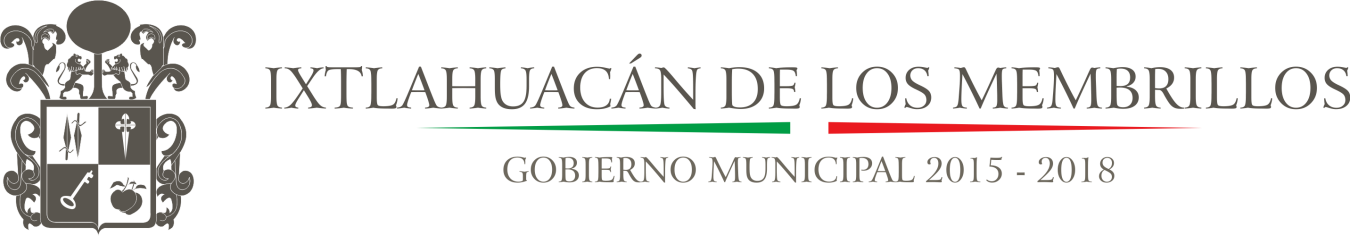 IXTLAHUACÁN DE LOS MEMBRILLOS
GOBIERNO MUNICIPAL 2015 - 2018